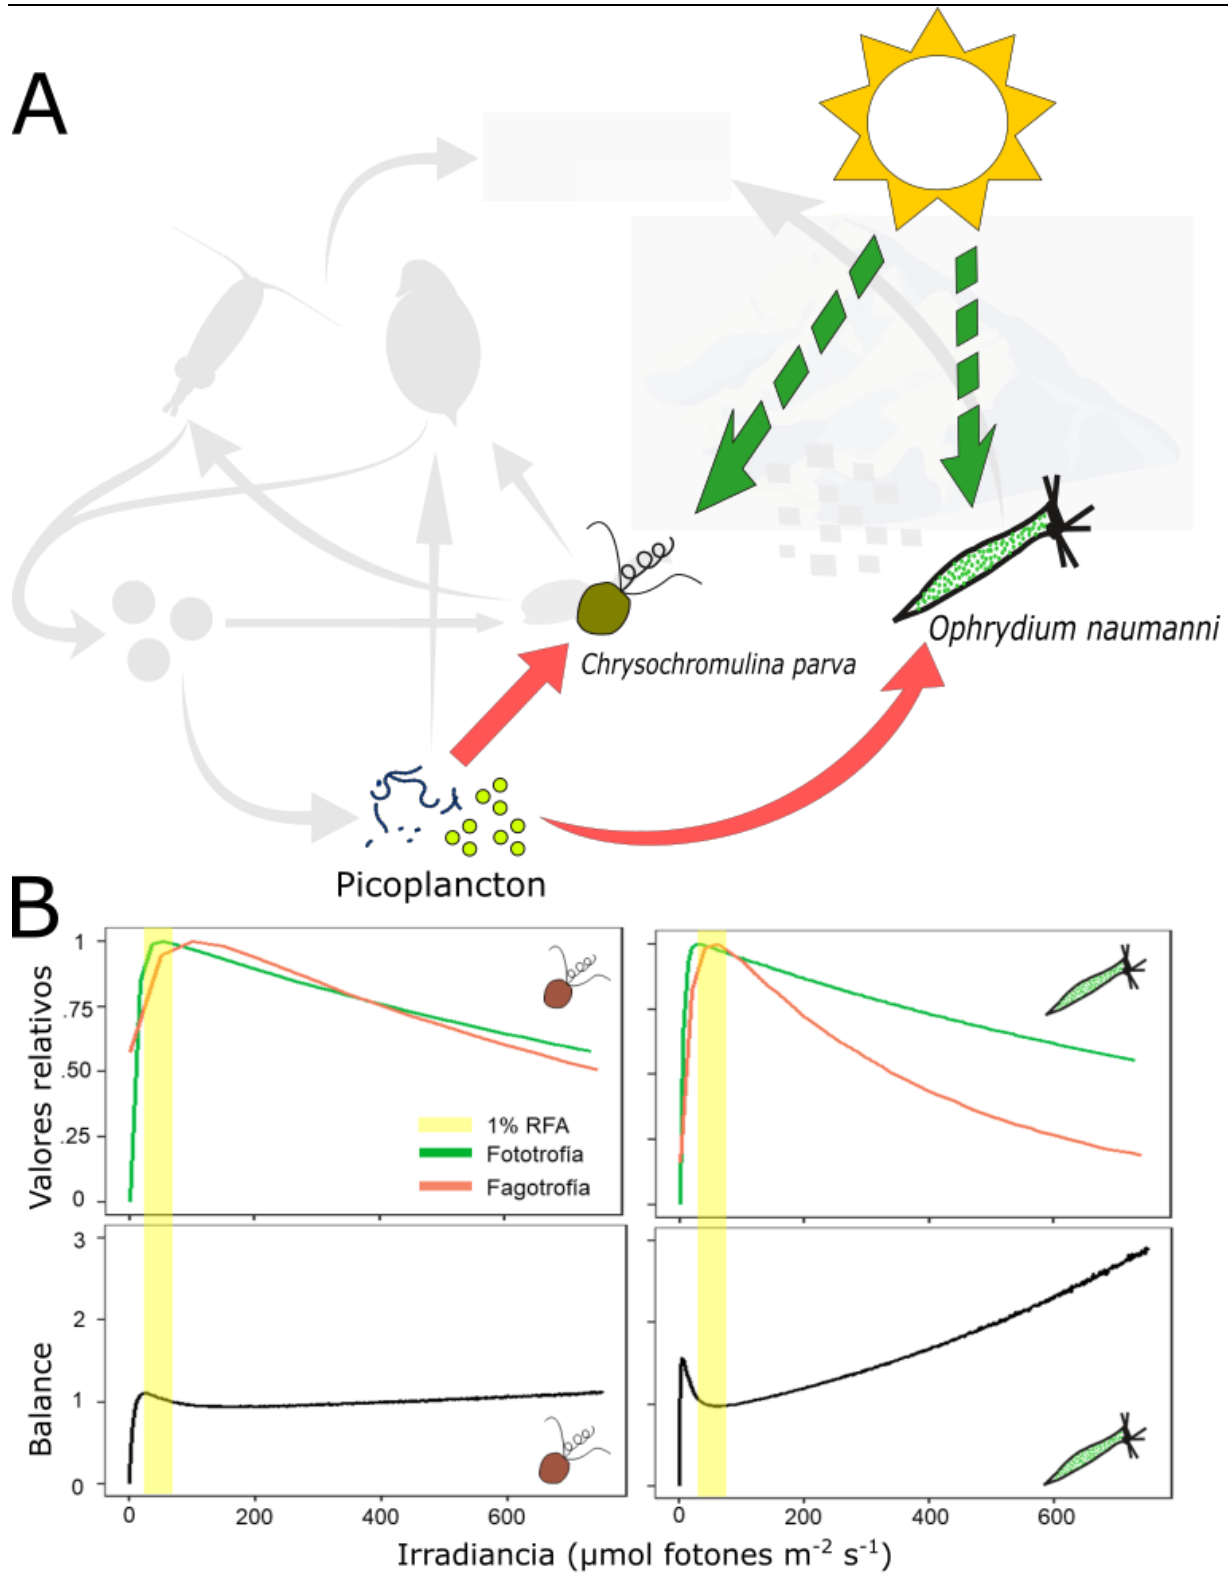 A
Chrysochromulina parva
Ophrydium naumanni
Picoplancton
B
Valores relativos
1
.75
.50
.25
0
1% RFA
Fototrofía
Fagotrofía
Balance
3
2
1
0
0 200 400 600
0 200 400 600
Irradiancia (µmol fotones m⁻² s⁻¹)